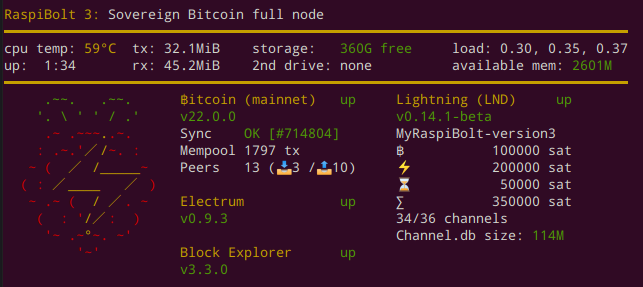 RaspiBolt 3: Sovereign Bitcoin full node
cpu temp: 59°C tx: 32.1MiB storage: 360G free load: 0.30, 0.35, 0.37
up: 1:34 rx: 45.2MiB 2nd drive: none available mem: 2601M
฿itcoin (mainnet) up
v22.0.0
Sync OK [#714804]
Mempool 1797 tx
Peers 13 (📥3 /📤10)
Electrum up
v0.9.3
Block Explorer up
v3.3.0
Lightning (LND) up
v0.14.1-beta
MyRaspiBolt-version3
฿ 100000 sat
⚡ 200000 sat
⏳ 50000 sat
∑ 350000 sat
34/36 channels
Channel.db size: 114M